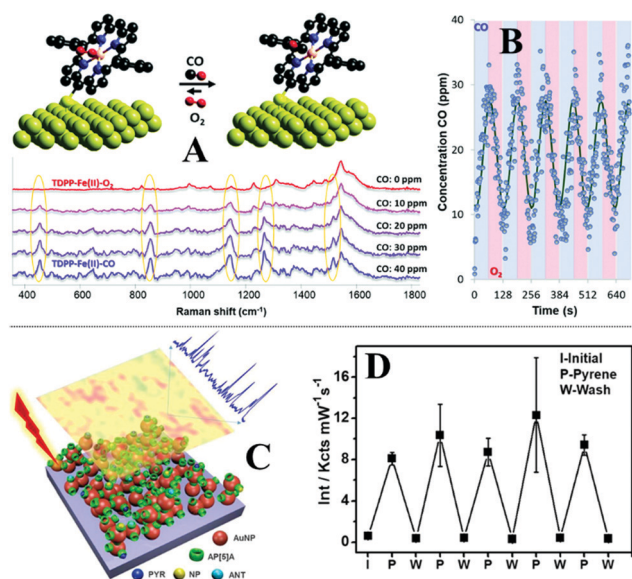 CO
O₂
A
TDPP-Fe(II)-O₂
CO: 0 ppm
CO: 10 ppm
CO: 20 ppm
CO: 30 ppm
TDPP-Fe(II)-CO
CO: 40 ppm
400 600 800 1000 1200 1400 1600 1800
Raman shift (cm⁻¹)
B
CO
Concentration CO (ppm)
40
30
20
10
0
O₂
0 128 256 384 512 640
Time (s)
C
AuNP
AP[5]A
PYR NP ANT
D
I-Initial
P-Pyrene
W-Wash
Int / Kcts mW⁻¹ s⁻¹
16
12
8
4
0
I P W P W P W P W P W